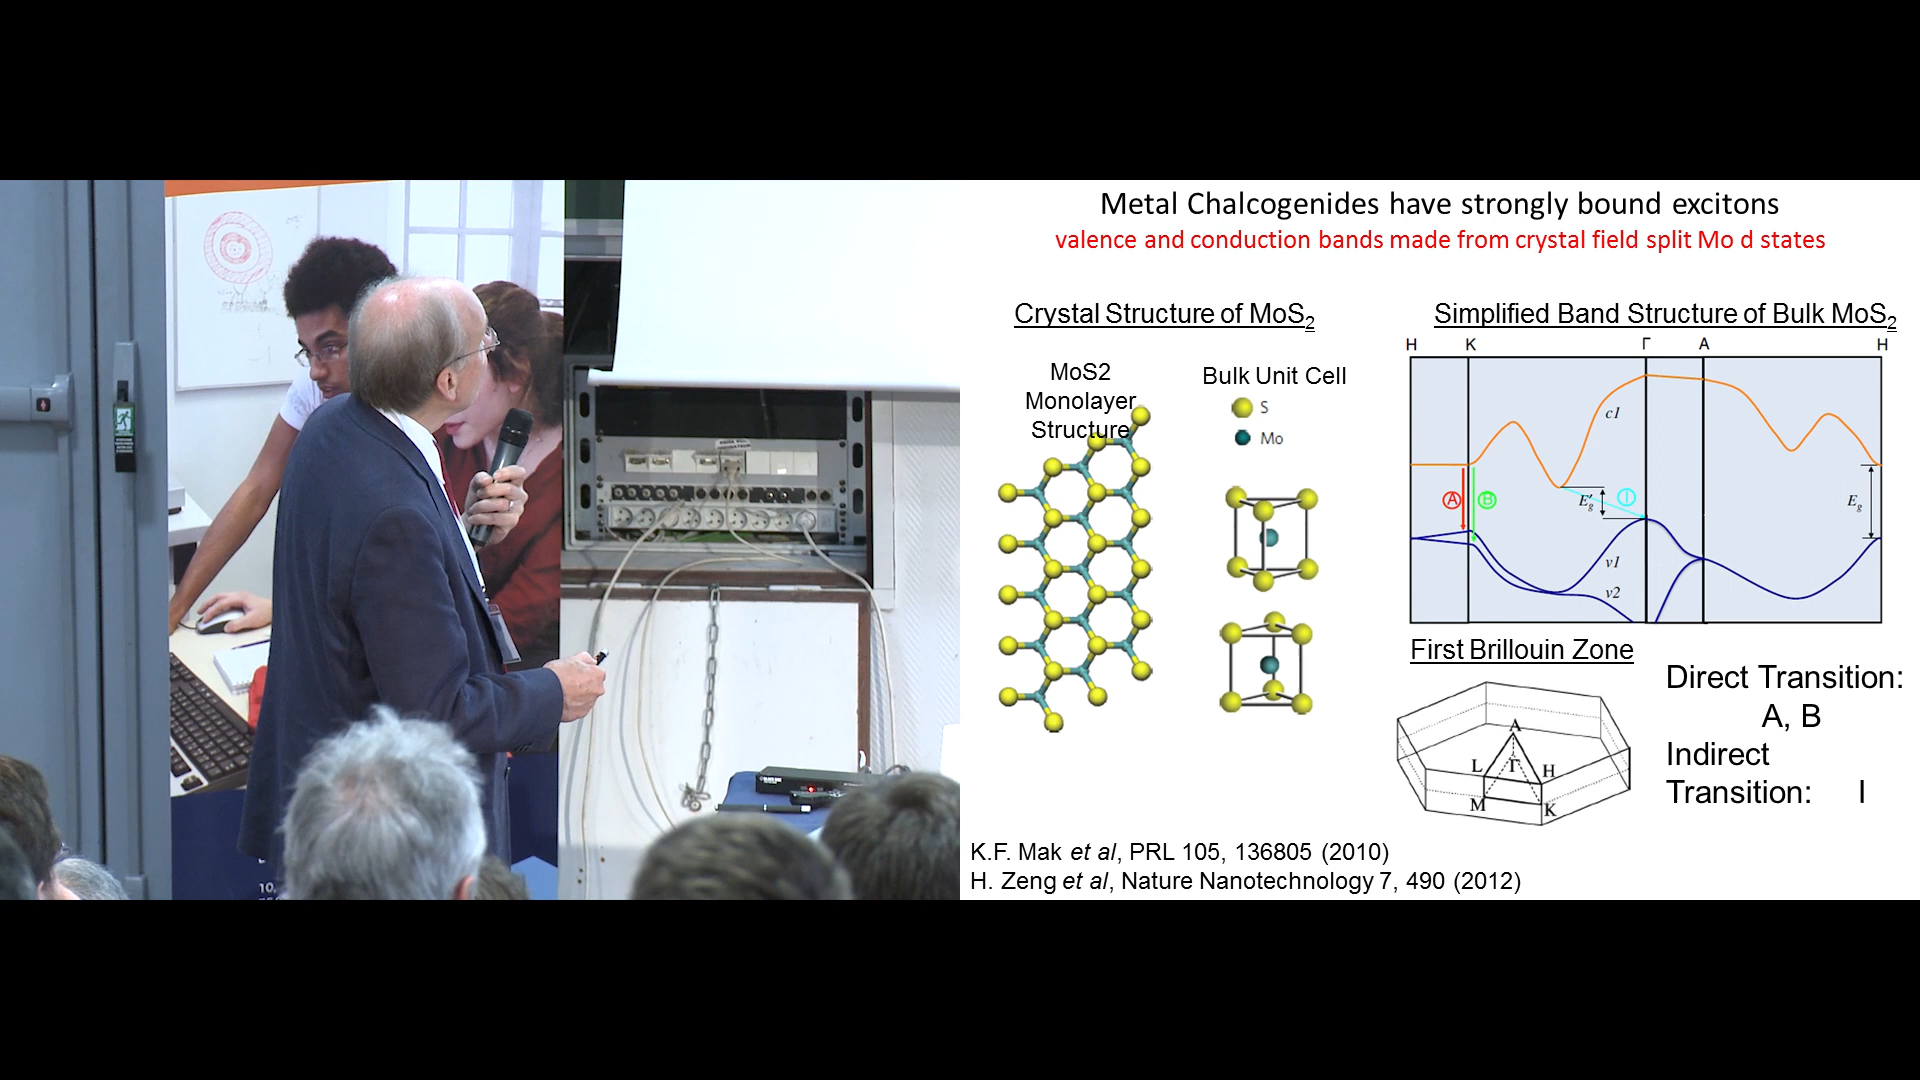 Metal Chalcogenides have strongly bound excitons
valence and conduction bands made from crystal field split Mo d states
Crystal Structure of MoS₂
Simplified Band Structure of Bulk MoS₂
MoS2
Monolayer
Structure
Bulk Unit Cell
S
Mo
H K Γ A H
c1
A B E'g I Eg
v1
v2
First Brillouin Zone
A
L Γ H
M K
Direct Transition:
A, B
Indirect
Transition: I
K.F. Mak et al, PRL 105, 136805 (2010)
H. Zeng et al, Nature Nanotechnology 7, 490 (2012)
10,